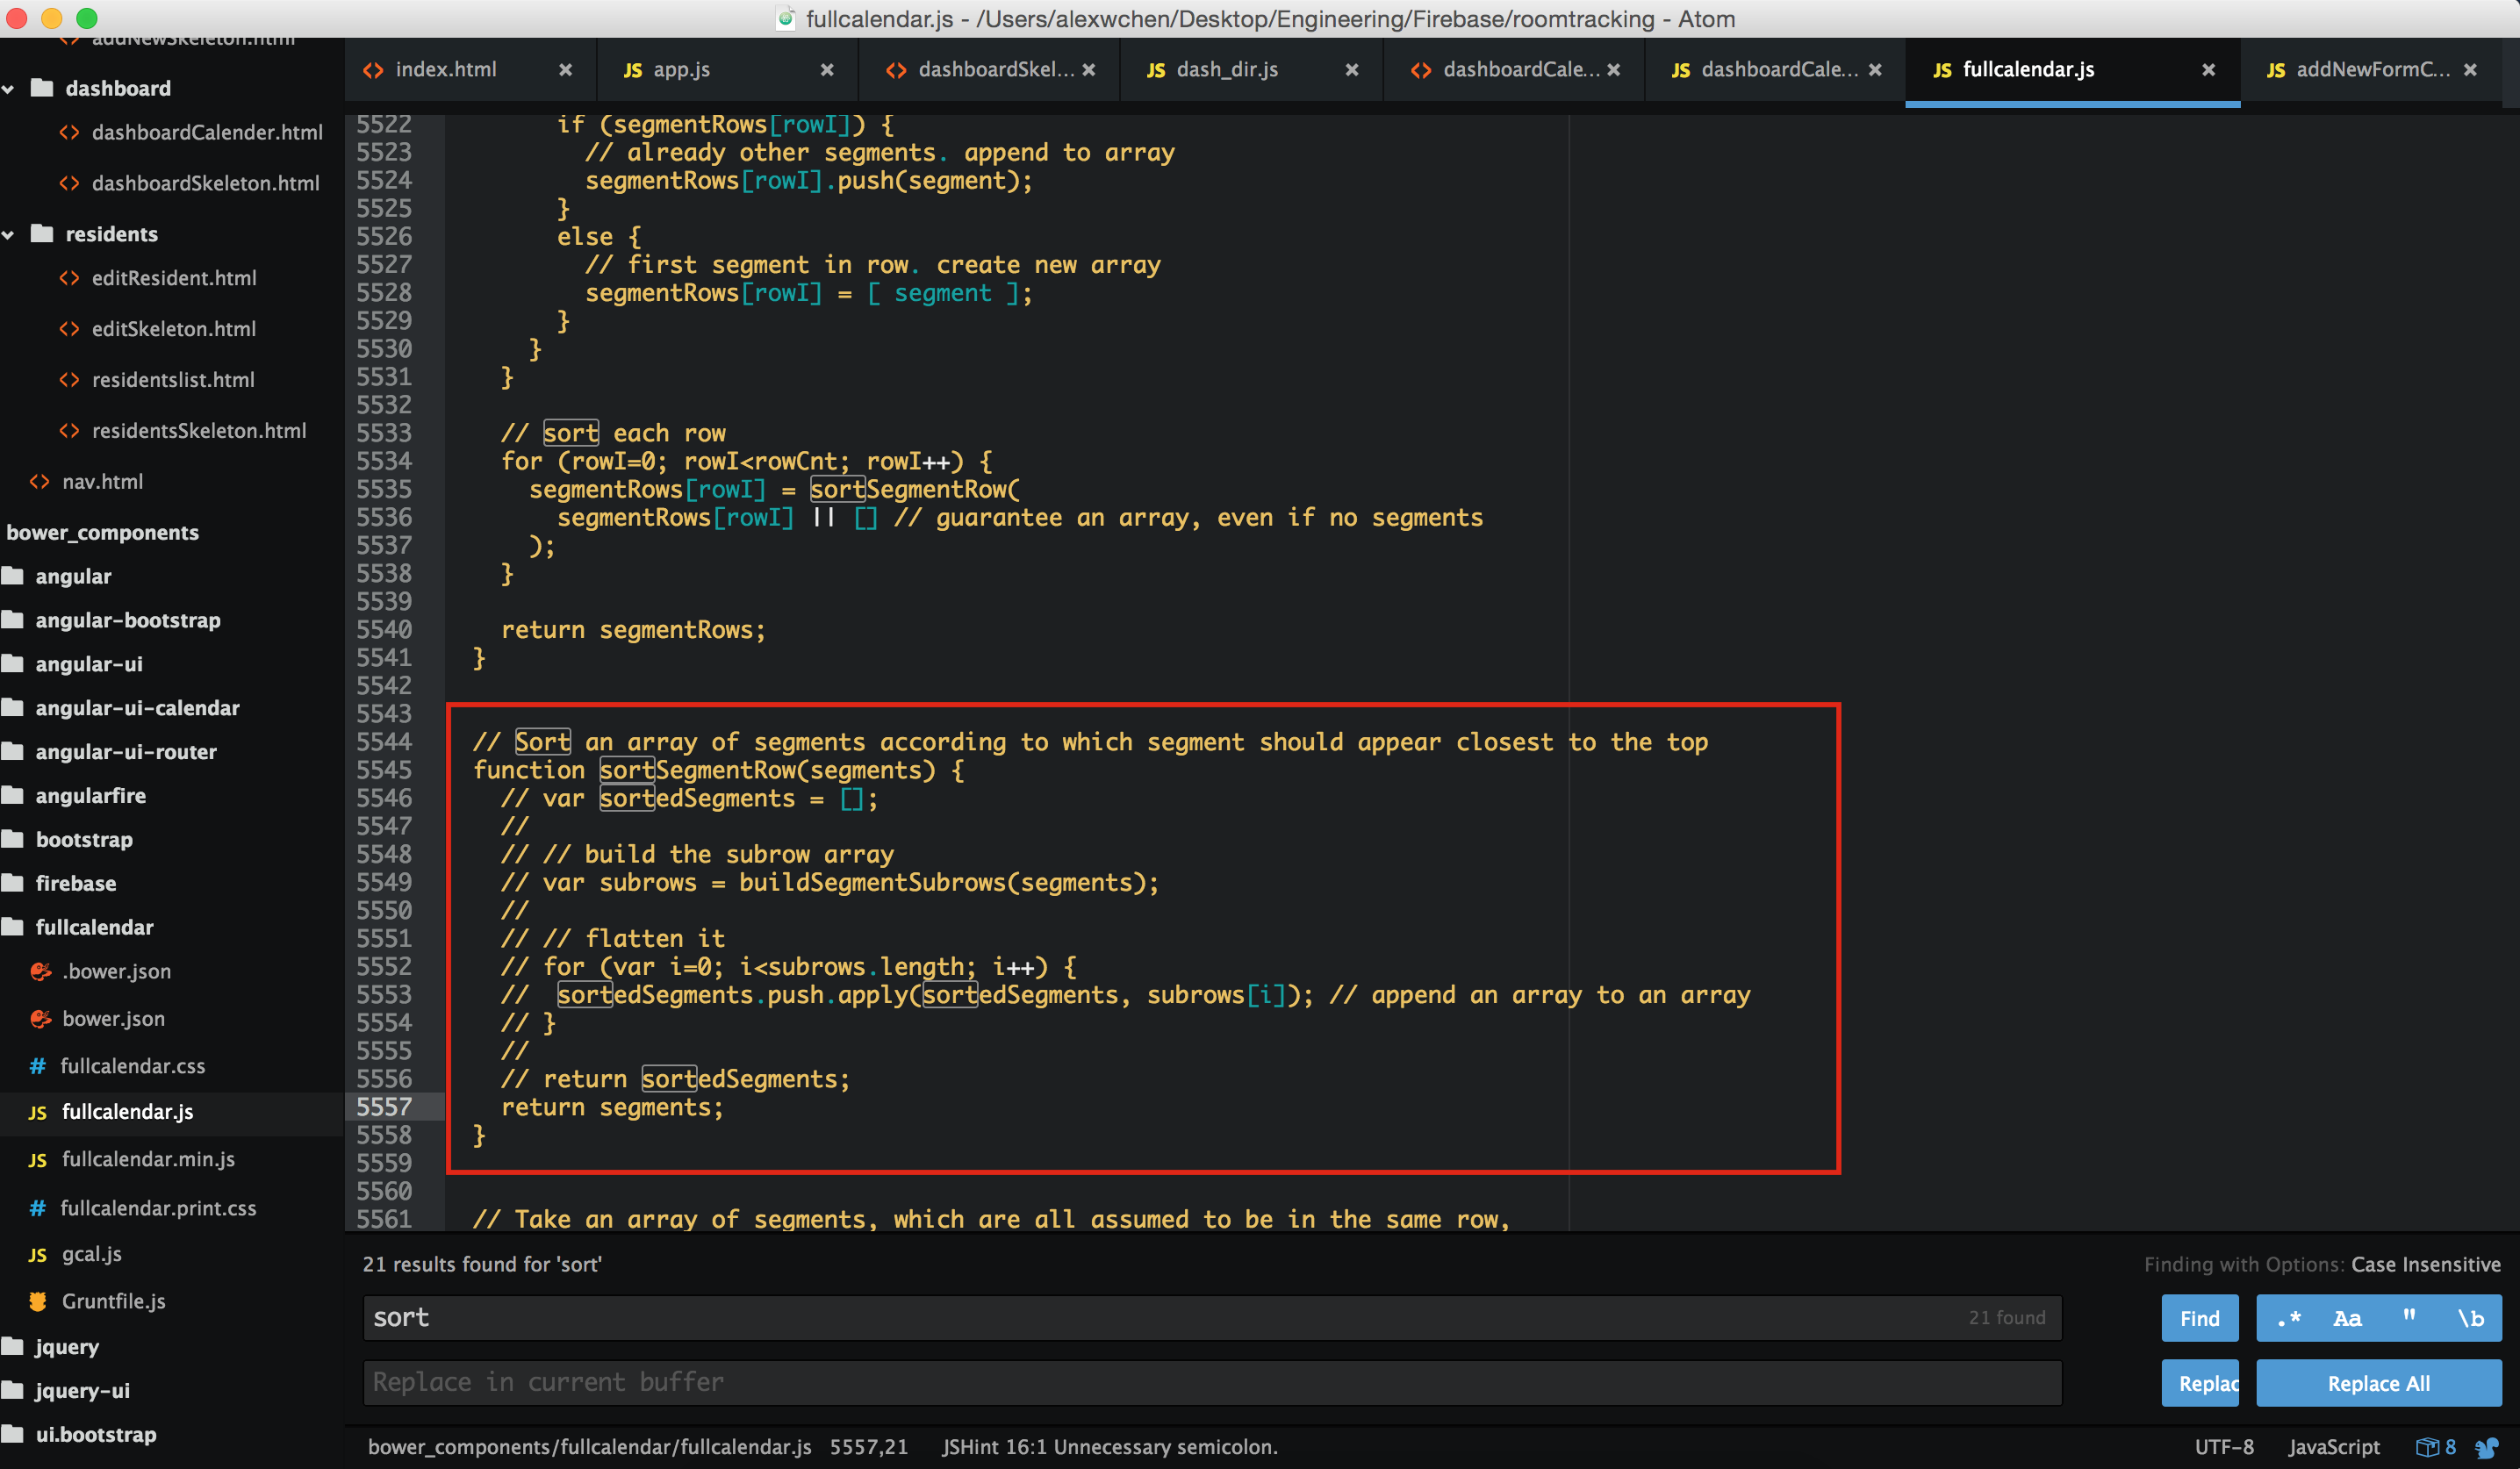 fullcalendar.js - /Users/alexwchen/Desktop/Engineering/Firebase/roomtracking - Atom
addNewSkeleton.html
dashboard
dashboardCalender.html
dashboardSkeleton.html
residents
editResident.html
editSkeleton.html
residentslist.html
residentsSkeleton.html
nav.html
bower_components
angular
angular-bootstrap
angular-ui
angular-ui-calendar
angular-ui-router
angularfire
bootstrap
firebase
fullcalendar
.bower.json
bower.json
# fullcalendar.css
JS fullcalendar.js
JS fullcalendar.min.js
# fullcalendar.print.css
JS gcal.js
Gruntfile.js
jquery
jquery-ui
ui.bootstrap
<> index.html ×
JS app.js ×
<> dashboardSkel... ×
JS dash_dir.js ×
<> dashboardCale... ×
JS dashboardCale... ×
JS fullcalendar.js ×
JS addNewFormC... ×
5522 if (segmentRows[rowI]) {
5523 // already other segments. append to array
5524 segmentRows[rowI].push(segment);
5525 }
5526 else {
5527 // first segment in row. create new array
5528 segmentRows[rowI] = [ segment ];
5529 }
5530 }
5531 }
5532
5533 // sort each row
5534 for (rowI=0; rowI<rowCnt; rowI++) {
5535 segmentRows[rowI] = sortSegmentRow(
5536 segmentRows[rowI] || [] // guarantee an array, even if no segments
5537 );
5538 }
5539
5540 return segmentRows;
5541 }
5542
5543
5544 // Sort an array of segments according to which segment should appear closest to the top
5545 function sortSegmentRow(segments) {
5546 // var sortedSegments = [];
5547 //
5548 // // build the subrow array
5549 // var subrows = buildSegmentSubrows(segments);
5550 //
5551 // // flatten it
5552 // for (var i=0; i<subrows.length; i++) {
5553 // sortedSegments.push.apply(sortedSegments, subrows[i]); // append an array to an array
5554 // }
5555 //
5556 // return sortedSegments;
5557 return segments;
5558 }
5559
5560
5561 // Take an array of segments, which are all assumed to be in the same row,
21 results found for 'sort'
Finding with Options: Case Insensitive
sort
21 found
Find
.* Aa " \b
Replace in current buffer
Replac
Replace All
bower_components/fullcalendar/fullcalendar.js 5557,21 JSHint 16:1 Unnecessary semicolon.
UTF-8 JavaScript 8